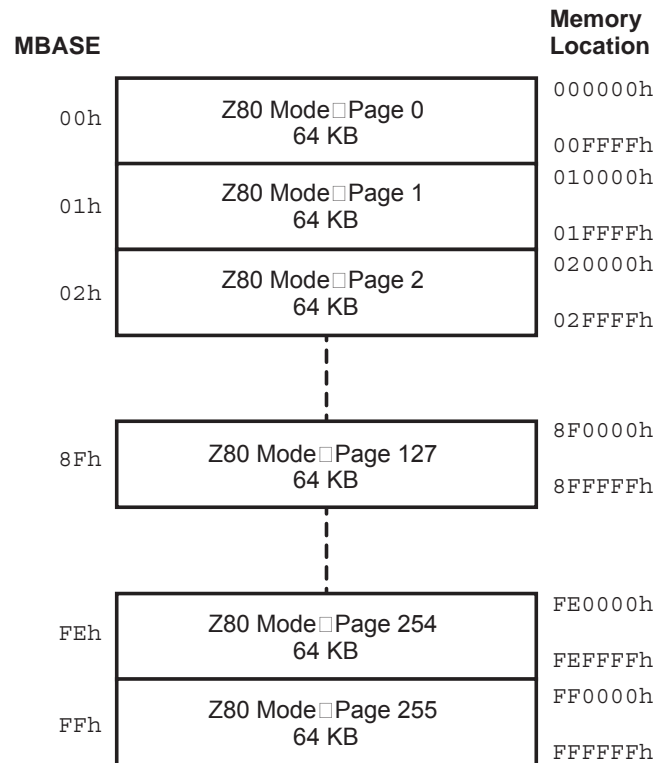 MBASE
Memory
Location
00h
Z80 Mode□Page 0
64 KB
000000h
00FFFFh
01h
Z80 Mode□Page 1
64 KB
010000h
01FFFFh
02h
Z80 Mode□Page 2
64 KB
020000h
02FFFFh
8Fh
Z80 Mode□Page 127
64 KB
8F0000h
8FFFFFh
FEh
Z80 Mode□Page 254
64 KB
FE0000h
FEFFFFh
FFh
Z80 Mode□Page 255
64 KB
FF0000h
FFFFFFh